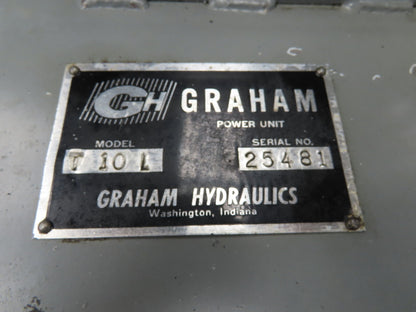 GH GRAHAM
POWER UNIT
MODEL SERIAL NO.
T 10 L 25481
GRAHAM HYDRAULICS
Washington, Indiana